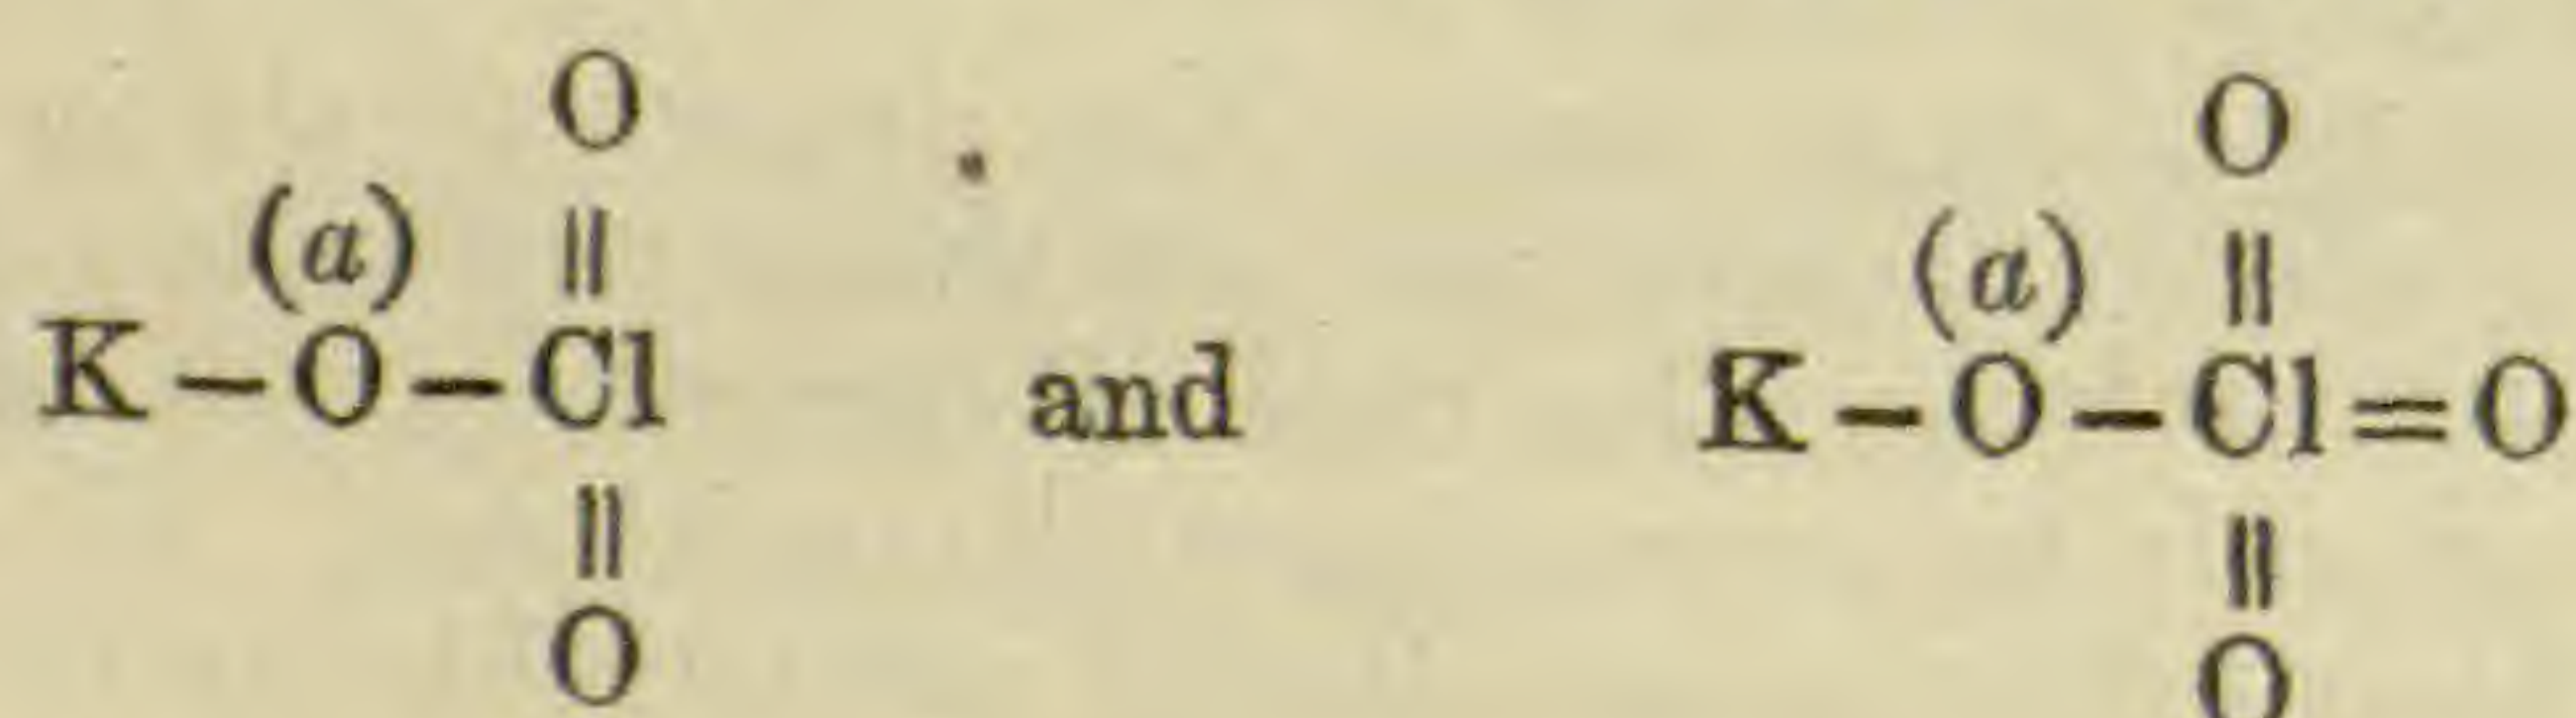 O O
(a) ‖ (a) ‖
K – O – Cl and K – O – Cl = O
‖ ‖
O O